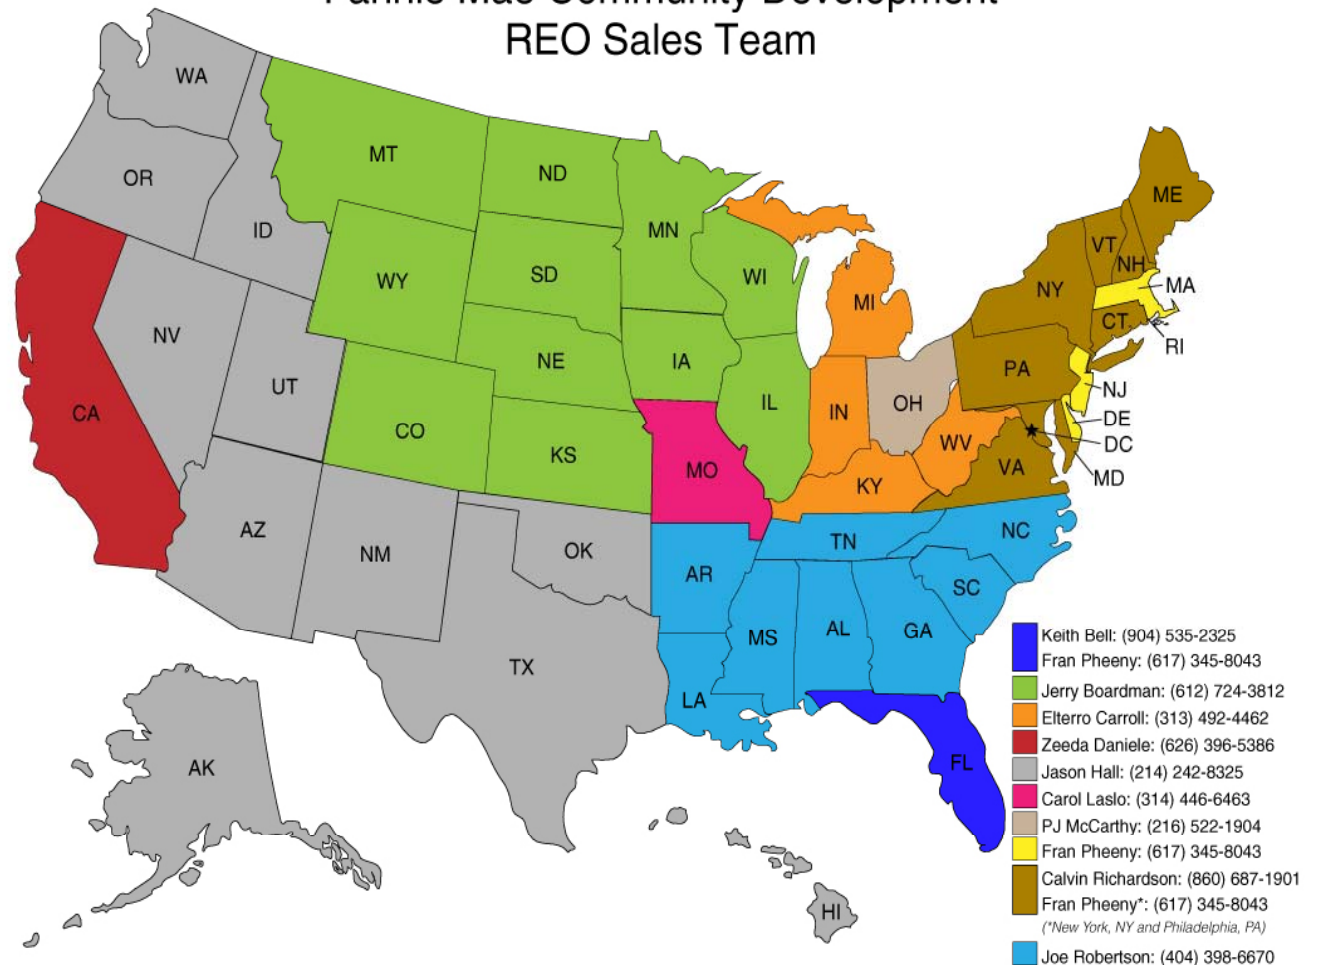 Fannie Mae Community Development
REO Sales Team
WA
OR
ID
MT
ND
MN
WI
MI
ME
VT
NH
NY
MA
CT
RI
WY
SD
NV
UT
CA
NE
IA
IL
IN
OH
PA
NJ
DE
DC
MD
CO
KS
MO
WV
VA
KY
AZ
NM
OK
AR
TN
NC
SC
MS
AL
GA
TX
LA
FL
AK
HI
Keith Bell: (904) 535-2325
Fran Pheeny: (617) 345-8043
Jerry Boardman: (612) 724-3812
Elterro Carroll: (313) 492-4462
Zeeda Daniele: (626) 396-5386
Jason Hall: (214) 242-8325
Carol Laslo: (314) 446-6463
PJ McCarthy: (216) 522-1904
Fran Pheeny: (617) 345-8043
Calvin Richardson: (860) 687-1901
Fran Pheeny*: (617) 345-8043
(*New York, NY and Philadelphia, PA)
Joe Robertson: (404) 398-6670